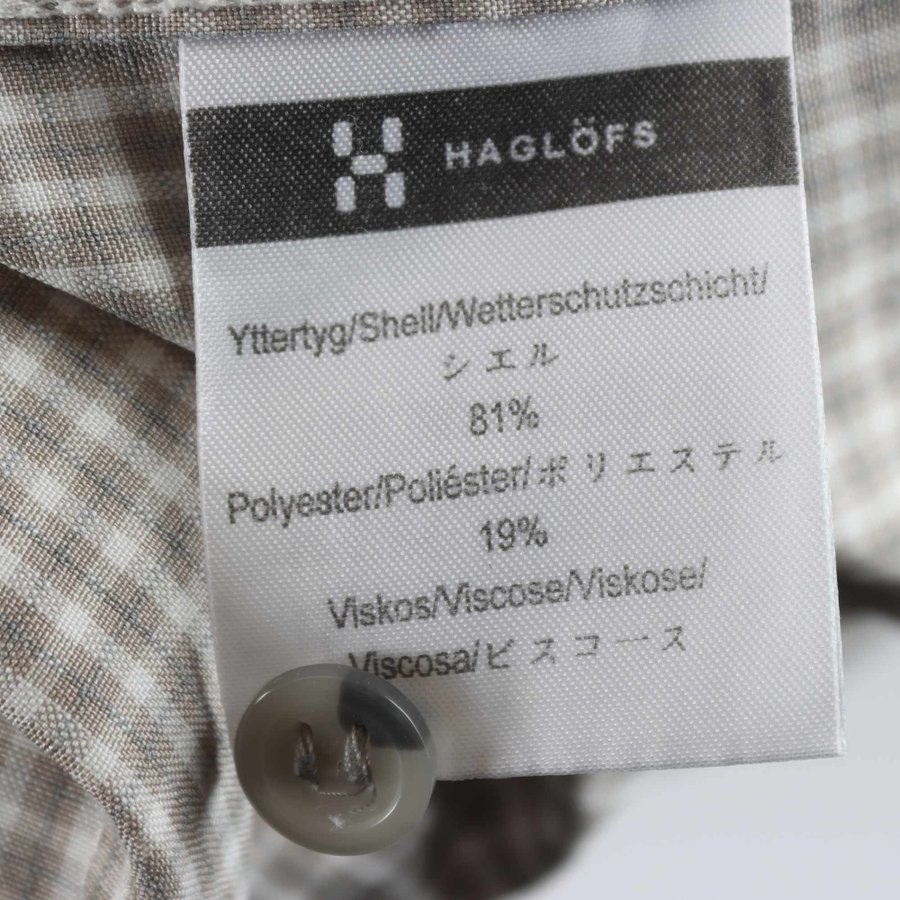 HAGLÖFS
Yttertyg/Shell/Wetterschutzschicht/
シエル
81%
Polyester/Poliéster/ポリエステル
19%
Viskos/Viscose/Viskose/
Viscosa/ビスコース